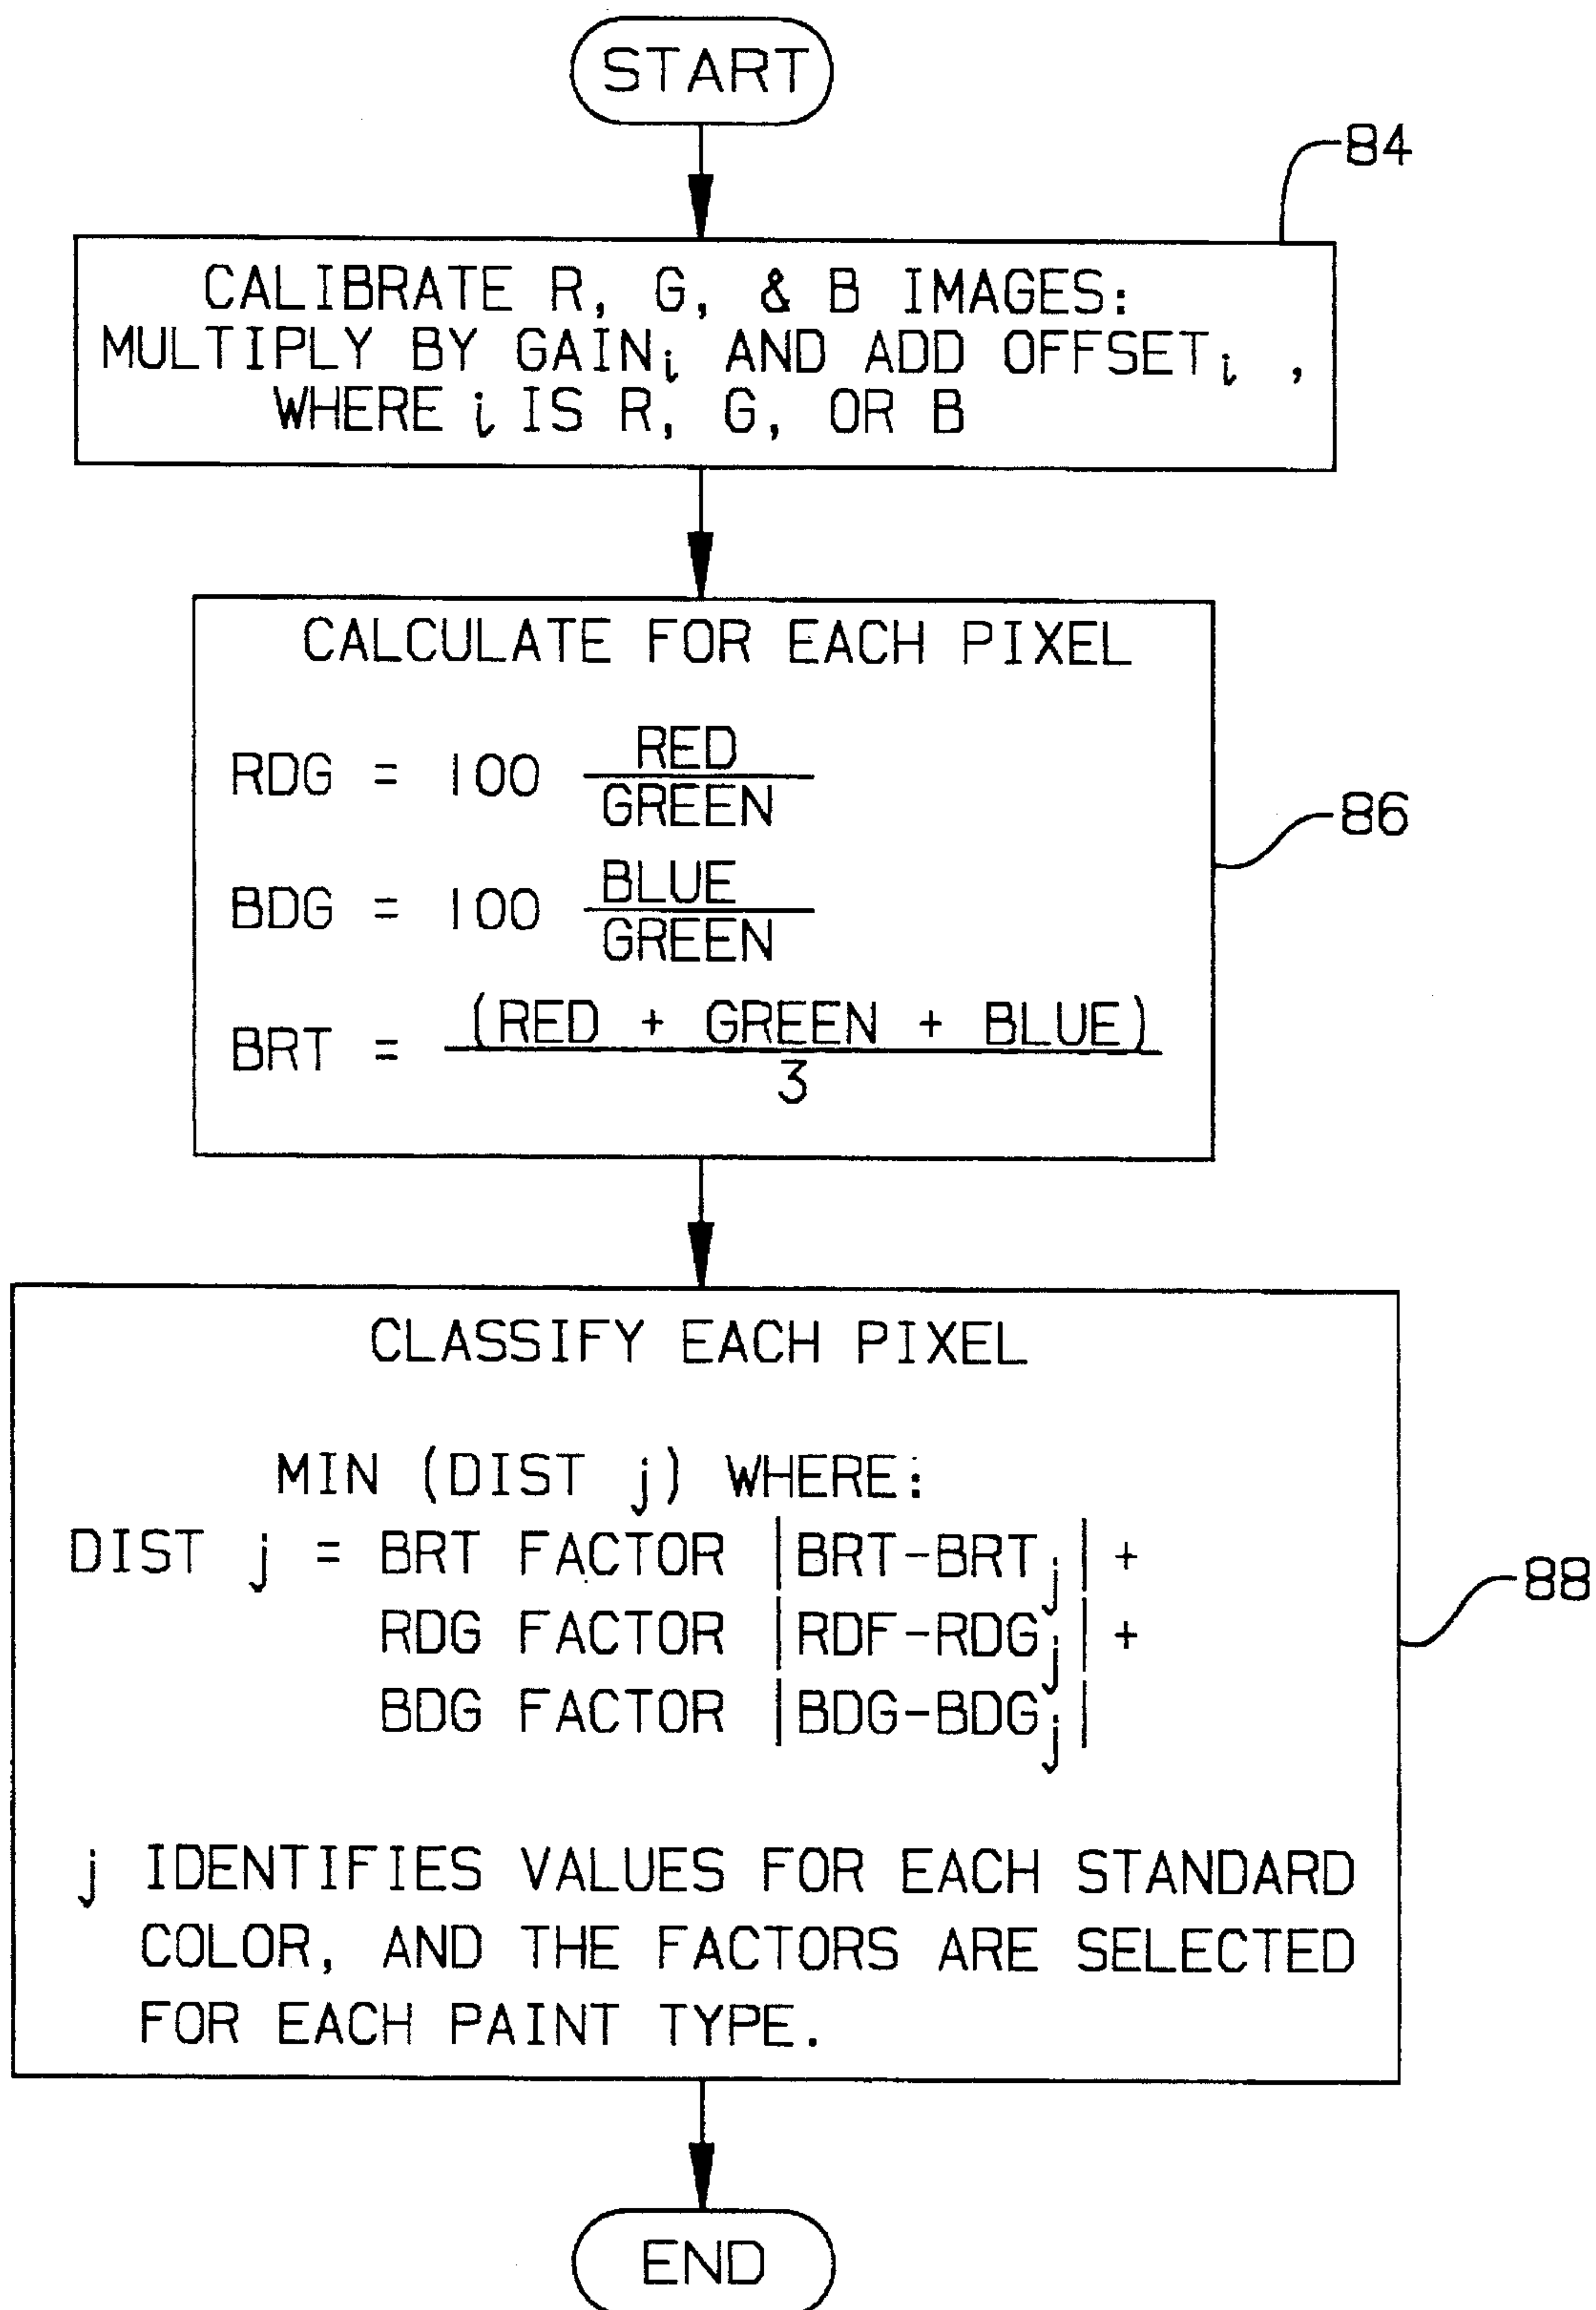 START
84
CALIBRATE R, G, & B IMAGES:
MULTIPLY BY GAINi AND ADD OFFSETi ,
WHERE i IS R, G, OR B
CALCULATE FOR EACH PIXEL
RDG = 100 RED
GREEN
86
BDG = 100 BLUE
GREEN
BRT = (RED + GREEN + BLUE)
3
CLASSIFY EACH PIXEL
MIN (DIST j) WHERE:
DIST j = BRT FACTOR |BRT-BRTj| +
88
RDG FACTOR |RDF-RDGj| +
BDG FACTOR |BDG-BDGj|
j IDENTIFIES VALUES FOR EACH STANDARD
COLOR, AND THE FACTORS ARE SELECTED
FOR EACH PAINT TYPE.
END